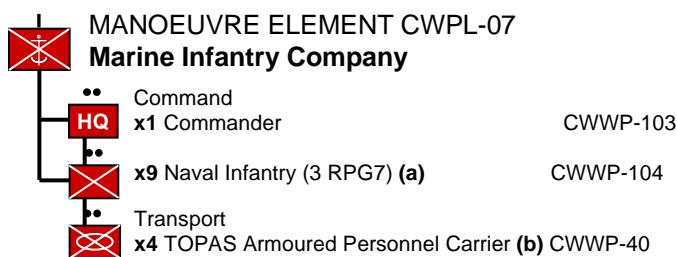 MANOEUVRE ELEMENT CWPL-07
Marine Infantry Company
Command
HQ x1 Commander CWWP-103
x9 Naval Infantry (3 RPG7) (a) CWWP-104
Transport
x4 TOPAS Armoured Personnel Carrier (b) CWWP-40